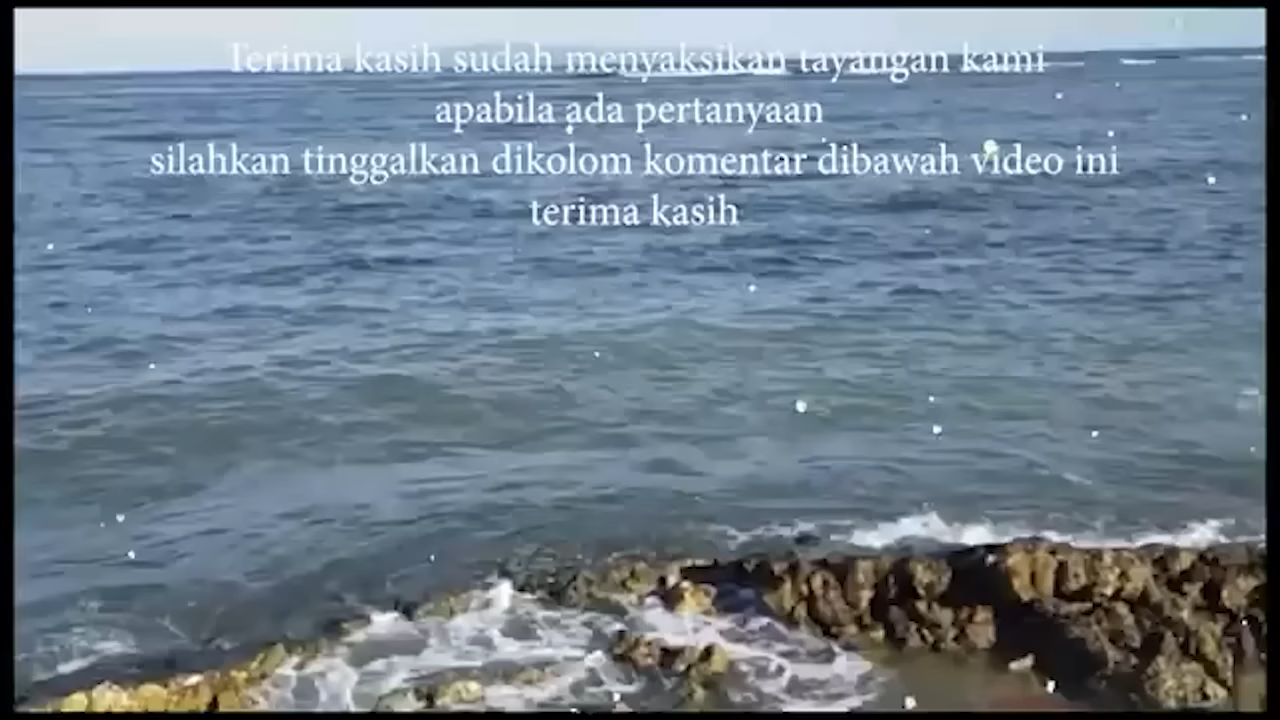 Terima kasih sudah menyaksikan tayangan kami
apabila ada pertanyaan
silahkan tinggalkan dikolom komentar dibawah video ini
terima kasih